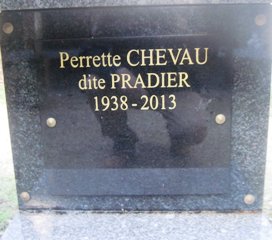 Perrette CHEVAU
dite PRADIER
1938 - 2013